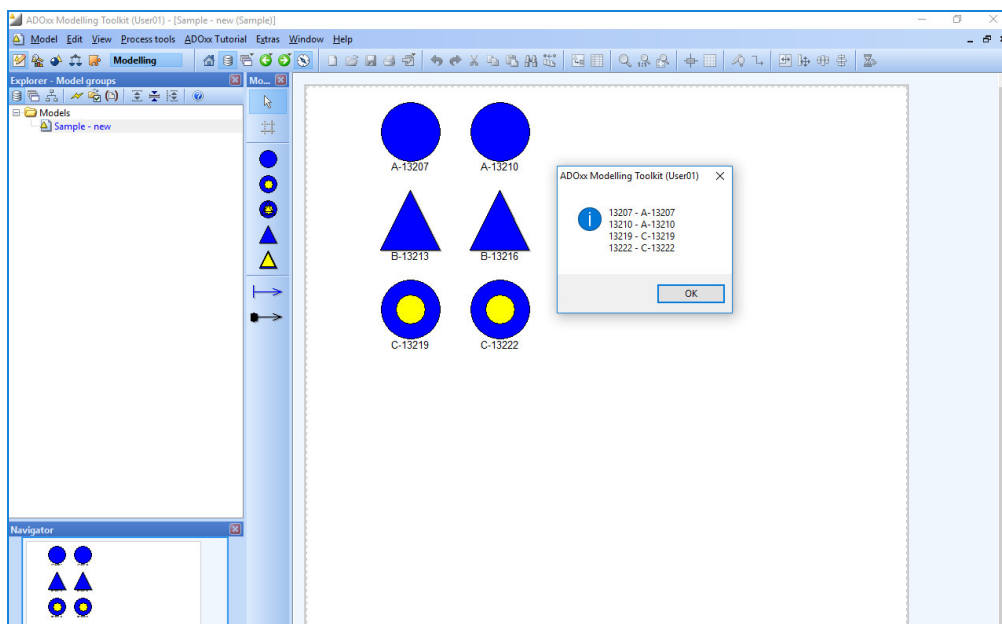 ADOxx Modelling Toolkit (User01) - [Sample - new (Sample)]
Model Edit View Process tools ADOxx Tutorial Extras Window Help
Modelling
Explorer - Model groups
Mo...
Models
Sample - new
A-13207 A-13210
ADOxx Modelling Toolkit (User01)
13207 - A-13207
13210 - A-13210
13219 - C-13219
13222 - C-13222
B-13213 B-13216
OK
C-13219 C-13222
Navigator